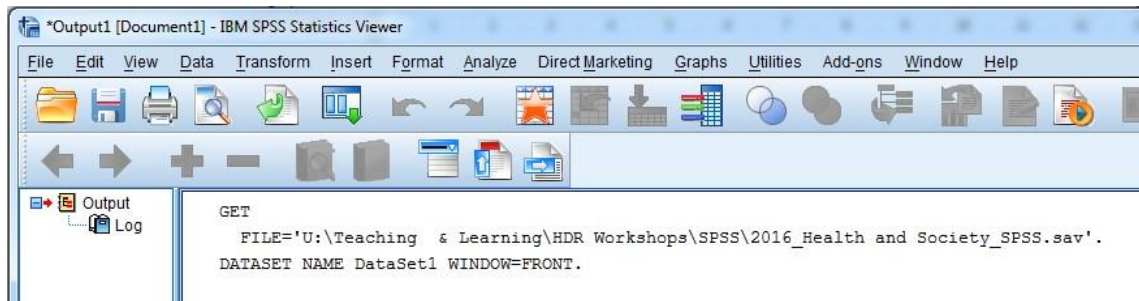 *Output1 [Document1] - IBM SPSS Statistics Viewer
File Edit View Data Transform Insert Format Analyze Direct Marketing Graphs Utilities Add-ons Window Help
Output
Log
GET
FILE='U:\Teaching & Learning\HDR Workshops\SPSS\2016_Health and Society_SPSS.sav'.
DATASET NAME DataSet1 WINDOW=FRONT.